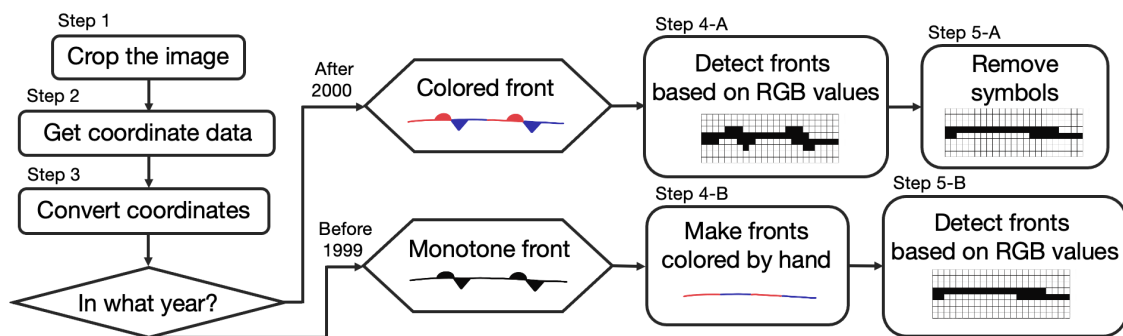 Step 1
Crop the image
Step 2
Get coordinate data
Step 3
Convert coordinates
In what year?
After
2000
Colored front
Step 4-A
Detect fronts
based on RGB values
Step 5-A
Remove
symbols
Before
1999
Monotone front
Step 4-B
Make fronts
colored by hand
Step 5-B
Detect fronts
based on RGB values